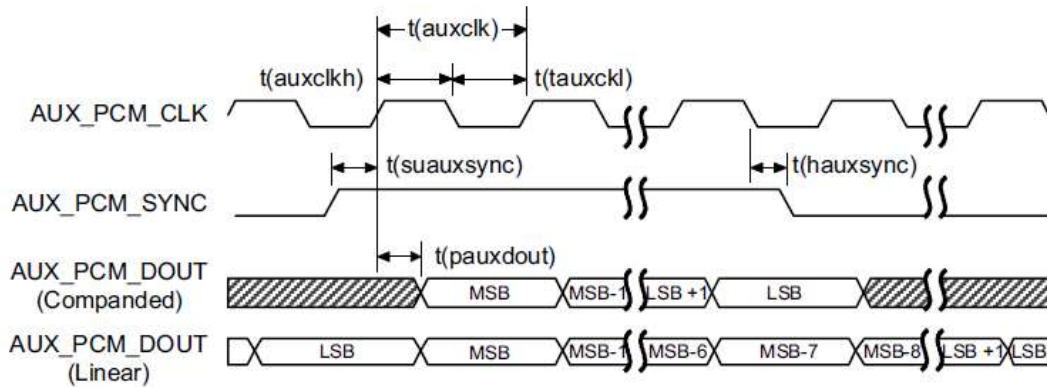 t(auxclk)
t(auxclkh) t(tauxckl)
AUX_PCM_CLK
t(suauxsync) t(hauxsync)
AUX_PCM_SYNC
t(pauxdout)
AUX_PCM_DOUT
(Companded)
MSB MSB-1 LSB +1 LSB
AUX_PCM_DOUT
(Linear)
LSB MSB MSB-1 MSB-6 MSB-7 MSB-8 LSB +1 LSB